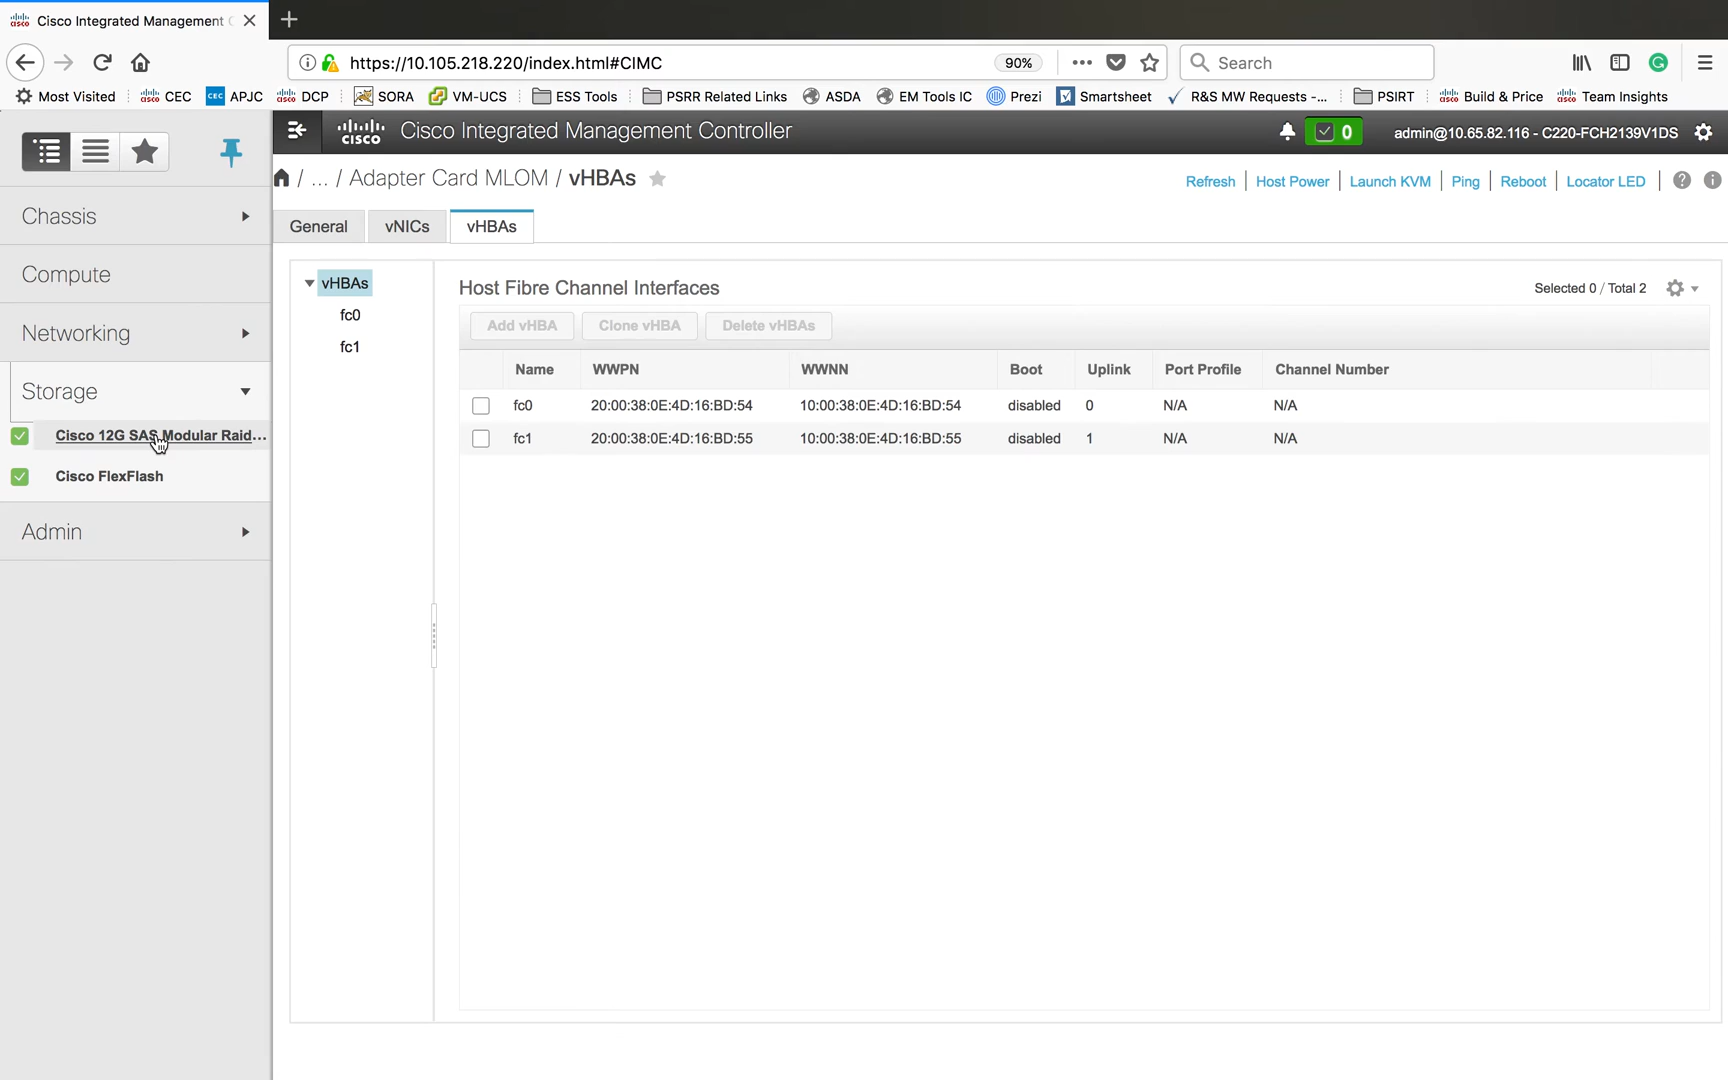 Cisco Integrated Management C
https://10.105.218.220/index.html#CIMC 90% Search
Most Visited CEC CEC APJC DCP SORA VM-UCS ESS Tools PSRR Related Links ASDA EM Tools IC Prezi Smartsheet R&S MW Requests -... PSIRT Build & Price Team Insights
cisco Cisco Integrated Management Controller 0 admin@10.65.82.116 - C220-FCH2139V1DS
/ ... / Adapter Card MLOM / vHBAs Refresh Host Power Launch KVM Ping Reboot Locator LED
Chassis
Compute
Networking
Storage
Cisco 12G SAS Modular Raid...
Cisco FlexFlash
Admin
General vNICs vHBAs
vHBAs
fc0
fc1
Host Fibre Channel Interfaces Selected 0 / Total 2
Add vHBA Clone vHBA Delete vHBAs
Name WWPN WWNN Boot Uplink Port Profile Channel Number
fc0 20:00:38:0E:4D:16:BD:54 10:00:38:0E:4D:16:BD:54 disabled 0 N/A N/A
fc1 20:00:38:0E:4D:16:BD:55 10:00:38:0E:4D:16:BD:55 disabled 1 N/A N/A